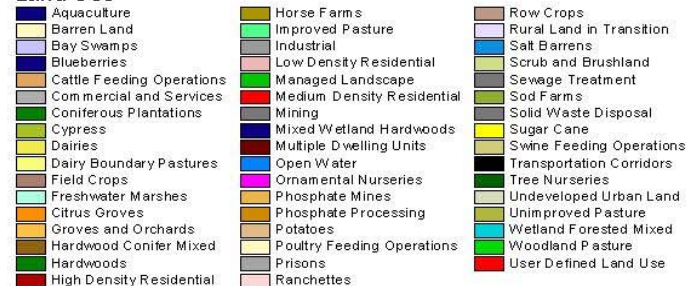 Aquaculture
Barren Land
Bay Swamps
Blueberries
Cattle Feeding Operations
Commercial and Services
Coniferous Plantations
Cypress
Dairies
Dairy Boundary Pastures
Field Crops
Freshwater Marshes
Citrus Groves
Groves and Orchards
Hardwood Conifer Mixed
Hardwoods
High Density Residential
Horse Farms
Improved Pasture
Industrial
Low Density Residential
Managed Landscape
Medium Density Residential
Mining
Mixed Wetland Hardwoods
Multiple Dwelling Units
Open Water
Ornamental Nurseries
Phosphate Mines
Phosphate Processing
Potatoes
Poultry Feeding Operations
Prisons
Ranchettes
Row Crops
Rural Land in Transition
Salt Barrens
Scrub and Brushland
Sewage Treatment
Sod Farms
Solid Waste Disposal
Sugar Cane
Swine Feeding Operations
Transportation Corridors
Tree Nurseries
Undeveloped Urban Land
Unimproved Pasture
Wetland Forested Mixed
Woodland Pasture
User Defined Land Use